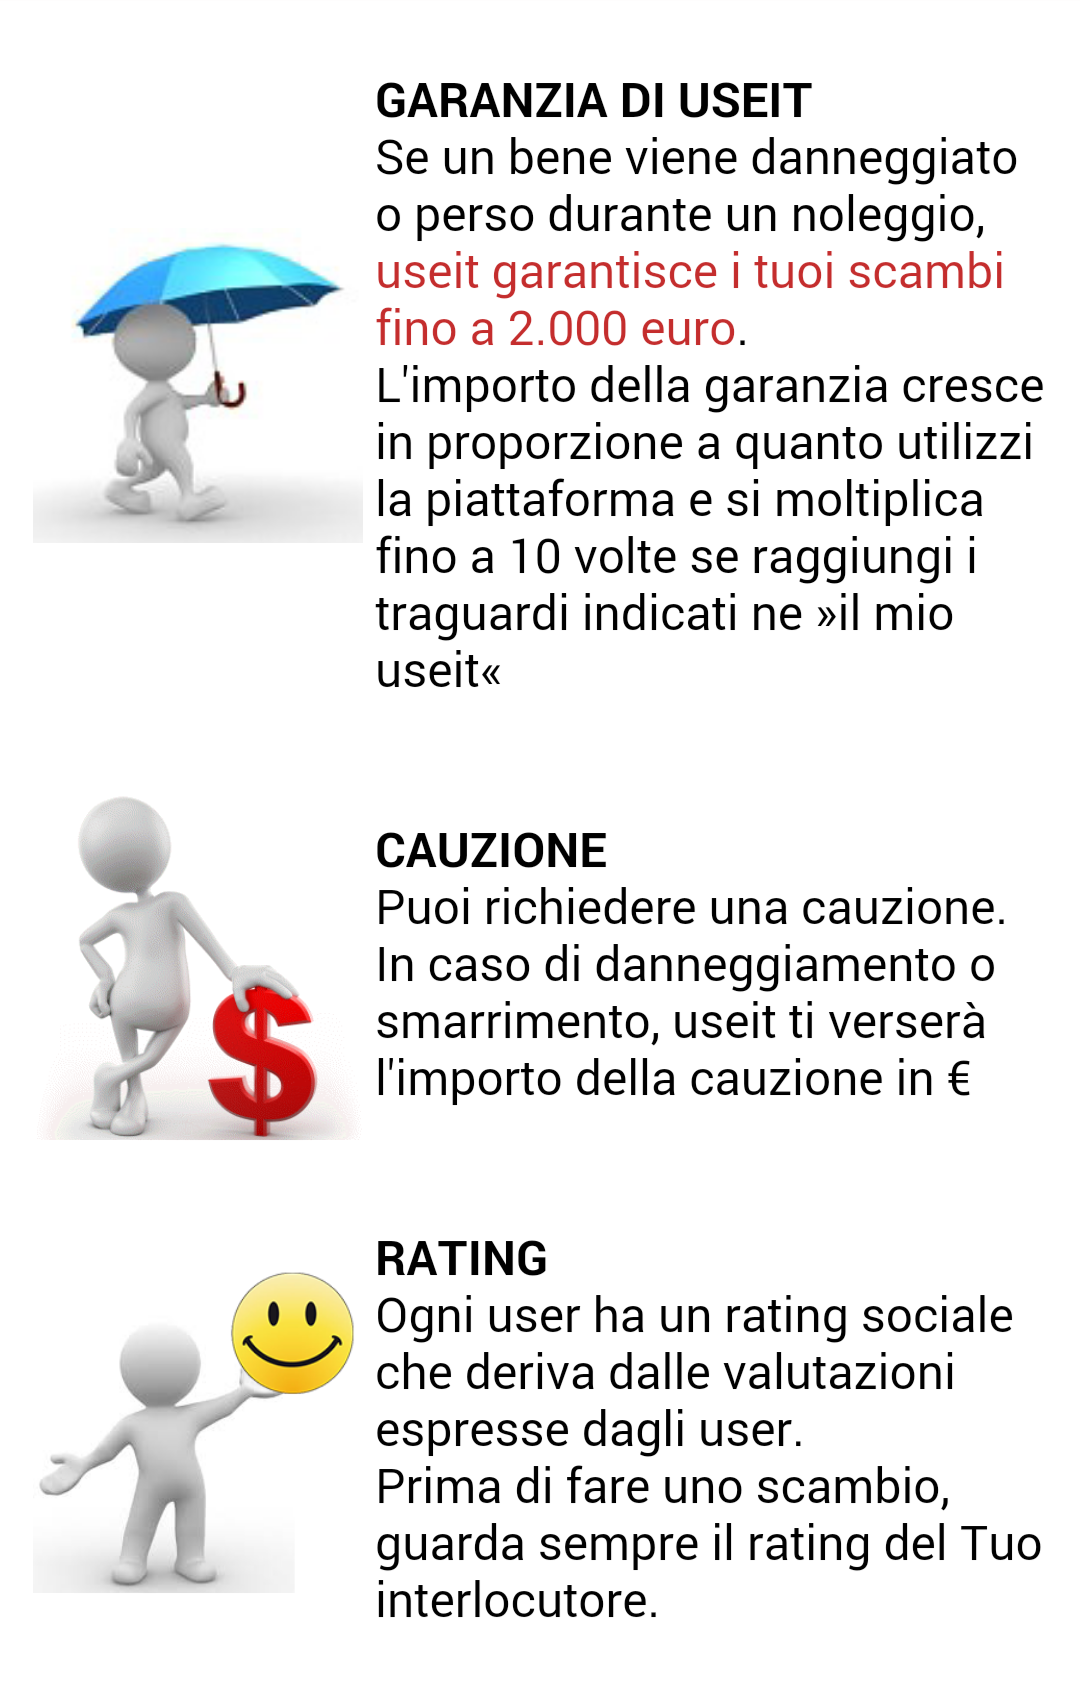 GARANZIA DI USEIT
Se un bene viene danneggiato
o perso durante un noleggio,
useit garantisce i tuoi scambi
fino a 2.000 euro.
L'importo della garanzia cresce
in proporzione a quanto utilizzi
la piattaforma e si moltiplica
fino a 10 volte se raggiungi i
traguardi indicati ne »il mio
useit«
CAUZIONE
Puoi richiedere una cauzione.
In caso di danneggiamento o
smarrimento, useit ti verserà
l'importo della cauzione in €
RATING
Ogni user ha un rating sociale
che deriva dalle valutazioni
espresse dagli user.
Prima di fare uno scambio,
guarda sempre il rating del Tuo
interlocutore.